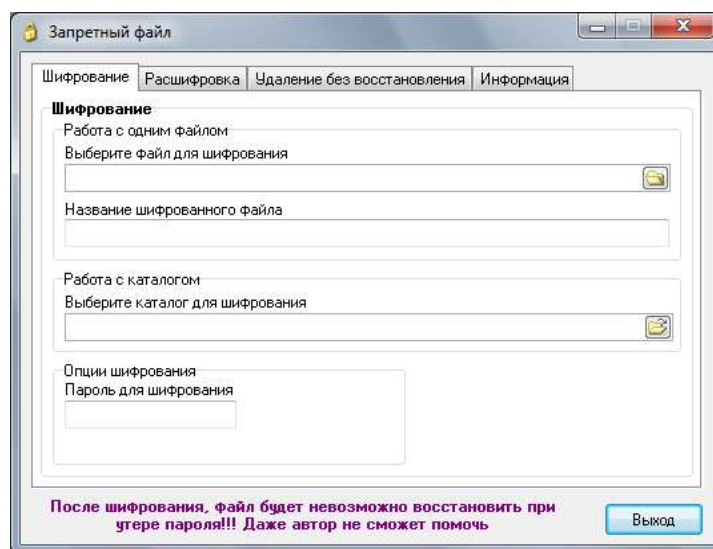 Запретный файл
Шифрование Расшифровка Удаление без восстановления Информация
Шифрование
Работа с одним файлом
Выберите файл для шифрования
Название шифрованного файла
Работа с каталогом
Выберите каталог для шифрования
Опции шифрования
Пароль для шифрования
После шифрования, файл будет невозможно восстановить при
утере пароля!!! Даже автор не сможет помочь
Выход